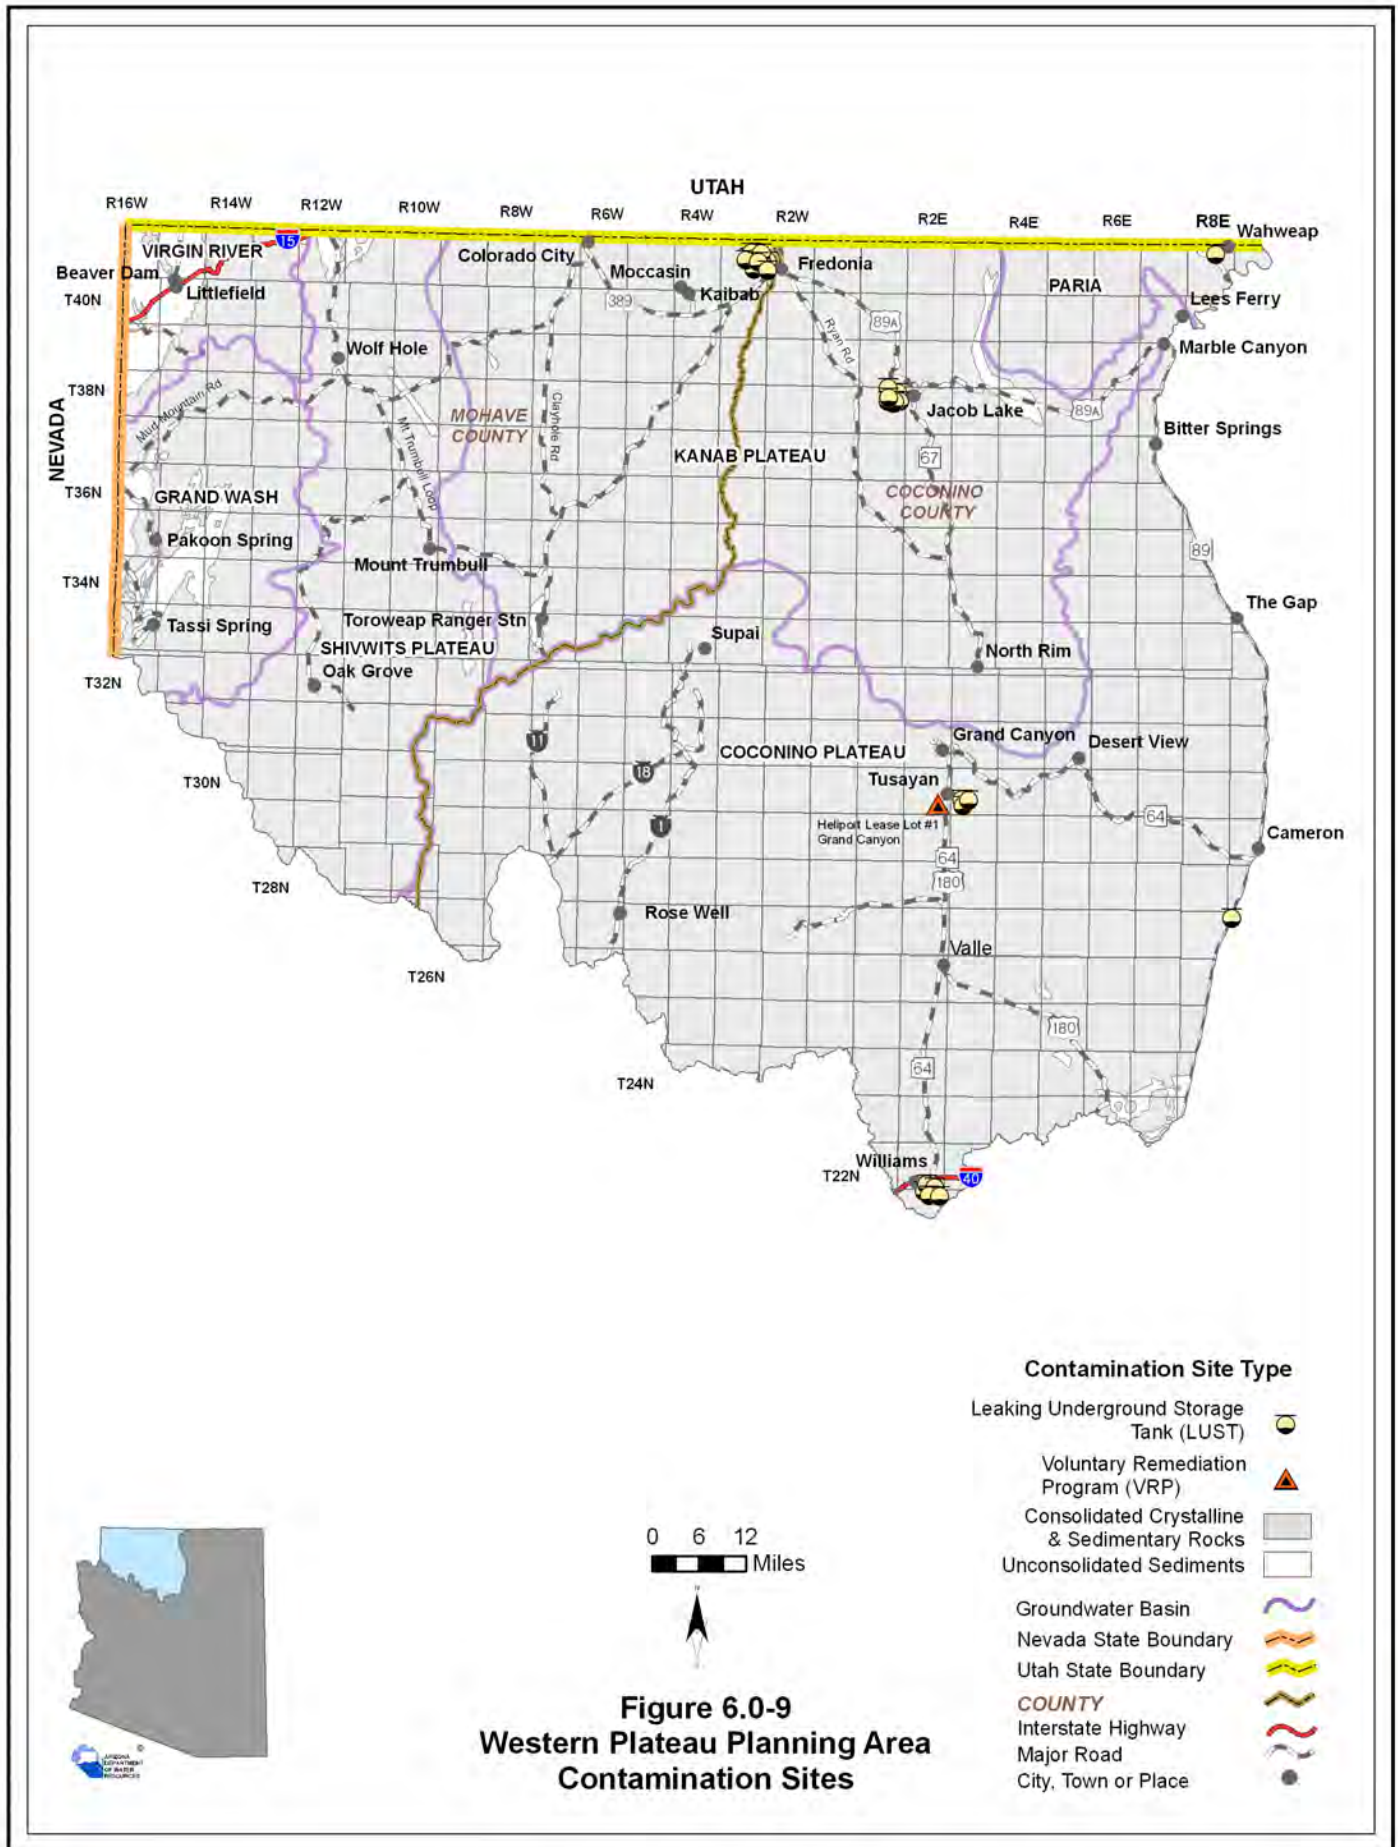 UTAH
R16W
R14W
R12W
R10W
R8W
R6W
R4W
R2W
R2E
R4E
R6E
R8E
Wahweap
15
VIRGIN RIVER
Colorado City
Beaver Dam
Moccasin
Fredonia
PARIA
T40N
Littlefield
389
Kaibab
Lees Ferry
89A
Ryan Rd
Wolf Hole
Marble Canyon
T38N
Mud Mountain Rd
MOHAVE
COUNTY
Clayhole Rd
Mt Trumbull Loop
Jacob Lake
89A
Bitter Springs
NEVADA
KANAB PLATEAU
67
T36N
GRAND WASH
COCONINO
COUNTY
Pakoon Spring
89
Mount Trumbull
T34N
The Gap
Tassi Spring
Toroweap Ranger Stn
Supai
SHIVWITS PLATEAU
North Rim
Oak Grove
T32N
11
Grand Canyon
Desert View
COCONINO PLATEAU
18
T30N
Tusayan
1
Heliport Lease Lot #1
Grand Canyon
64
Cameron
64
180
T28N
Rose Well
Valle
T26N
180
64
T24N
Williams
T22N
40
Contamination Site Type
Leaking Underground Storage
Tank (LUST)
Voluntary Remediation
Program (VRP)
Consolidated Crystalline
& Sedimentary Rocks
Unconsolidated Sediments
Groundwater Basin
Nevada State Boundary
Utah State Boundary
COUNTY
Interstate Highway
Major Road
City, Town or Place
0 6 12
Miles
N
Figure 6.0-9
Western Plateau Planning Area
Contamination Sites
ARIZONA
DEPARTMENT
OF WATER
RESOURCES